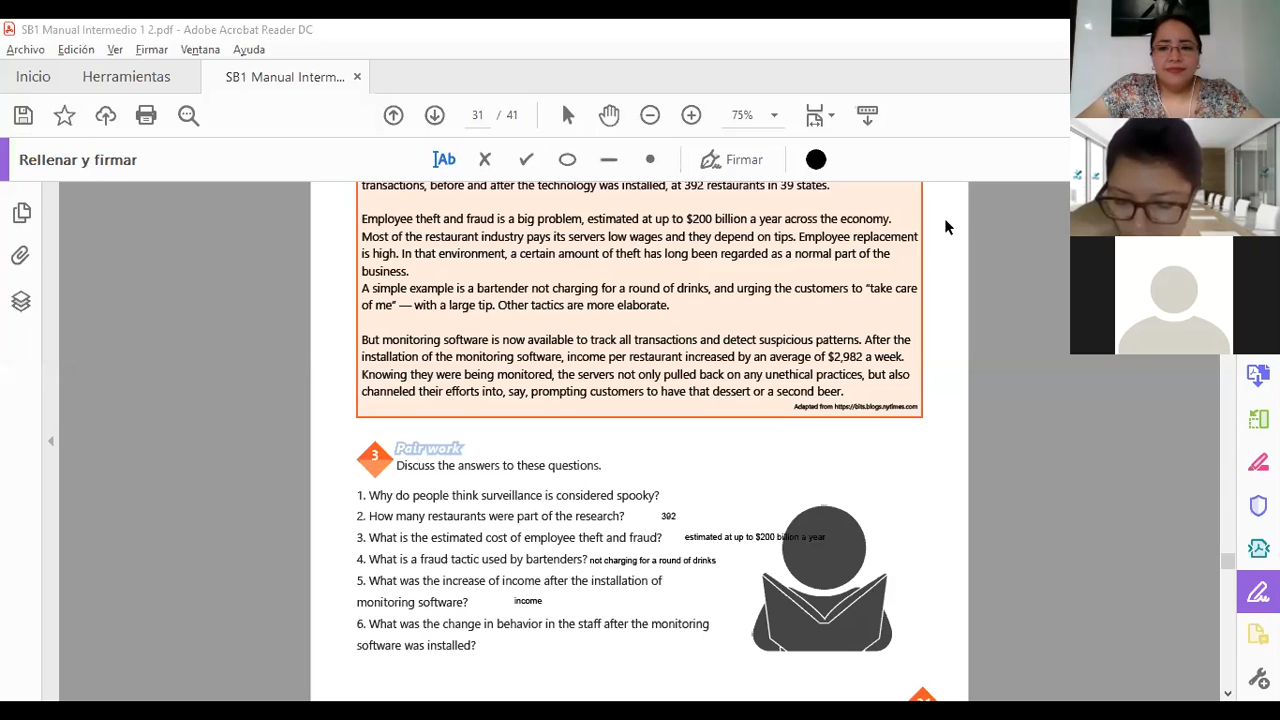 SB1 Manual Intermedio 1 2.pdf - Adobe Acrobat Reader DC
Archivo Edición Ver Firmar Ventana Ayuda
Inicio Herramientas SB1 Manual Interm... ×
31 / 41 75%
Rellenar y firmar Ab Firmar
transactions, before and after the technology was installed, at 392 restaurants in 39 states.
Employee theft and fraud is a big problem, estimated at up to $200 billion a year across the economy.
Most of the restaurant industry pays its servers low wages and they depend on tips. Employee replacement
is high. In that environment, a certain amount of theft has long been regarded as a normal part of the
business.
A simple example is a bartender not charging for a round of drinks, and urging the customers to “take care
of me” — with a large tip. Other tactics are more elaborate.
But monitoring software is now available to track all transactions and detect suspicious patterns. After the
installation of the monitoring software, income per restaurant increased by an average of $2,982 a week.
Knowing they were being monitored, the servers not only pulled back on any unethical practices, but also
channeled their efforts into, say, prompting customers to have that dessert or a second beer.
Adapted from https://bits.blogs.nytimes.com
3 Pair work
Discuss the answers to these questions.
1. Why do people think surveillance is considered spooky?
2. How many restaurants were part of the research? 392
3. What is the estimated cost of employee theft and fraud? estimated at up to $200 billion a year
4. What is a fraud tactic used by bartenders? not charging for a round of drinks
5. What was the increase of income after the installation of
monitoring software? income
6. What was the change in behavior in the staff after the monitoring
software was installed?